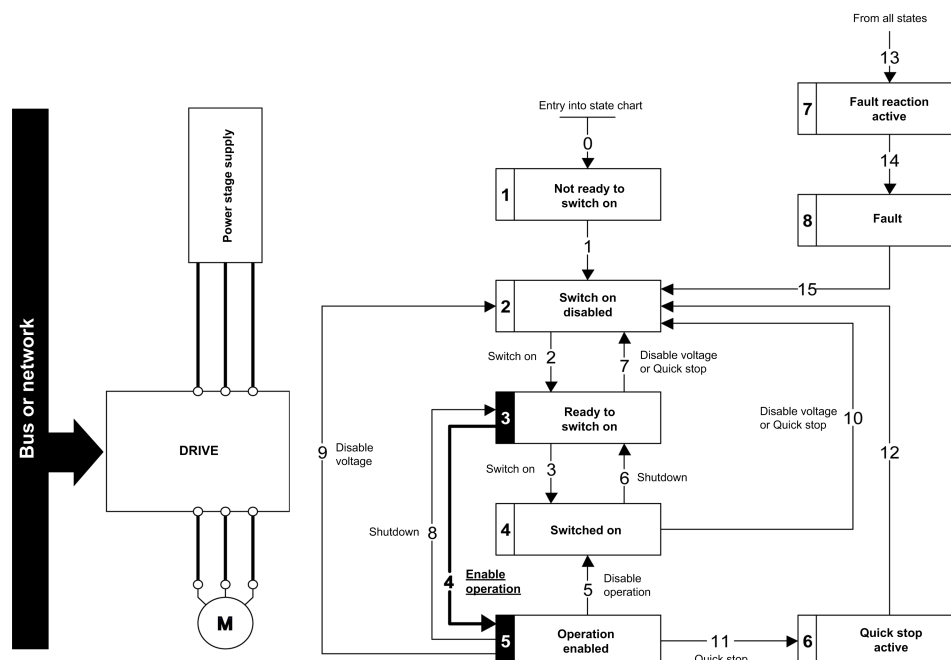 From all states
13
7
Fault reaction
active
14
8
Fault
15
Entry into state chart
0
1
Not ready to
switch on
1
2
Switch on
disabled
Switch on
2
7
Disable voltage
or Quick stop
3
Ready to
switch on
Switch on
3
6
Shutdown
4
Switched on
Disable voltage
or Quick stop
10
12
9
Disable
voltage
Shutdown
8
4
Enable
operation
5
Disable
operation
5
Operation
enabled
11
Quick stop
6
Quick stop
active
Bus or network
Power stage supply
DRIVE
M